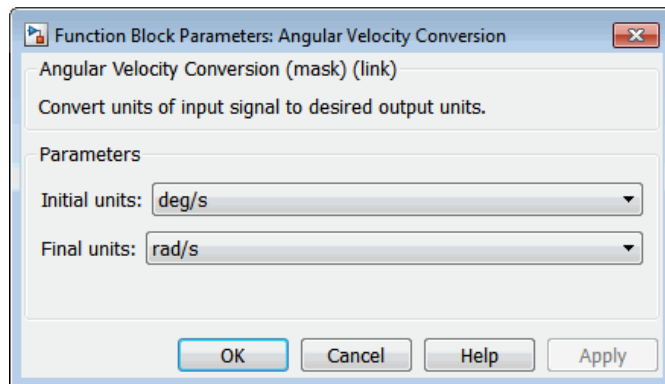 Function Block Parameters: Angular Velocity Conversion
Angular Velocity Conversion (mask) (link)
Convert units of input signal to desired output units.
Parameters
Initial units: deg/s
Final units: rad/s
OK Cancel Help Apply